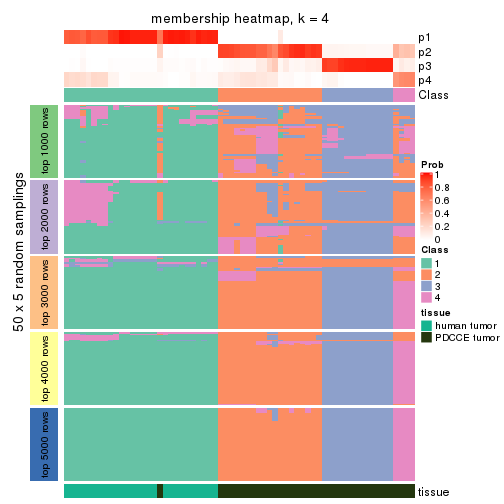 membership heatmap, k = 4
p1
p2
p3
p4
Class
50 x 5 random samplings
top 1000 rows
top 2000 rows
top 3000 rows
top 4000 rows
top 5000 rows
Prob
1
0.8
0.6
0.4
0.2
0
Class
1
2
3
4
tissue
human tumor
PDCCE tumor
tissue